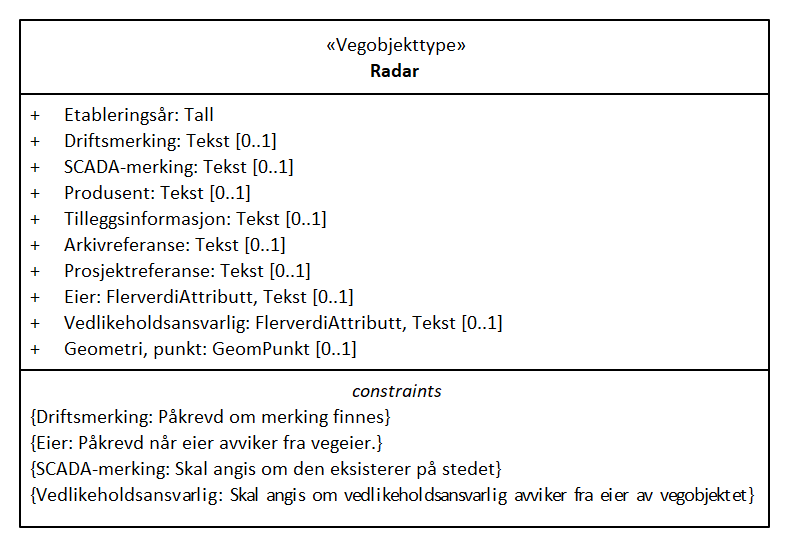 «Vegobjekttype»
Radar
+ Etableringsår: Tall
+ Driftsmerking: Tekst [0..1]
+ SCADA-merking: Tekst [0..1]
+ Produsent: Tekst [0..1]
+ Tilleggsinformasjon: Tekst [0..1]
+ Arkivreferanse: Tekst [0..1]
+ Prosjektreferanse: Tekst [0..1]
+ Eier: FlerverdiAttributt, Tekst [0..1]
+ Vedlikeholdsansvarlig: FlerverdiAttributt, Tekst [0..1]
+ Geometri, punkt: GeomPunkt [0..1]
constraints
{Driftsmerking: Påkrevd om merking finnes}
{Eier: Påkrevd når eier avviker fra vegeier.}
{SCADA-merking: Skal angis om den eksisterer på stedet}
{Vedlikeholdsansvarlig: Skal angis om vedlikeholdsansvarlig avviker fra eier av vegobjektet}